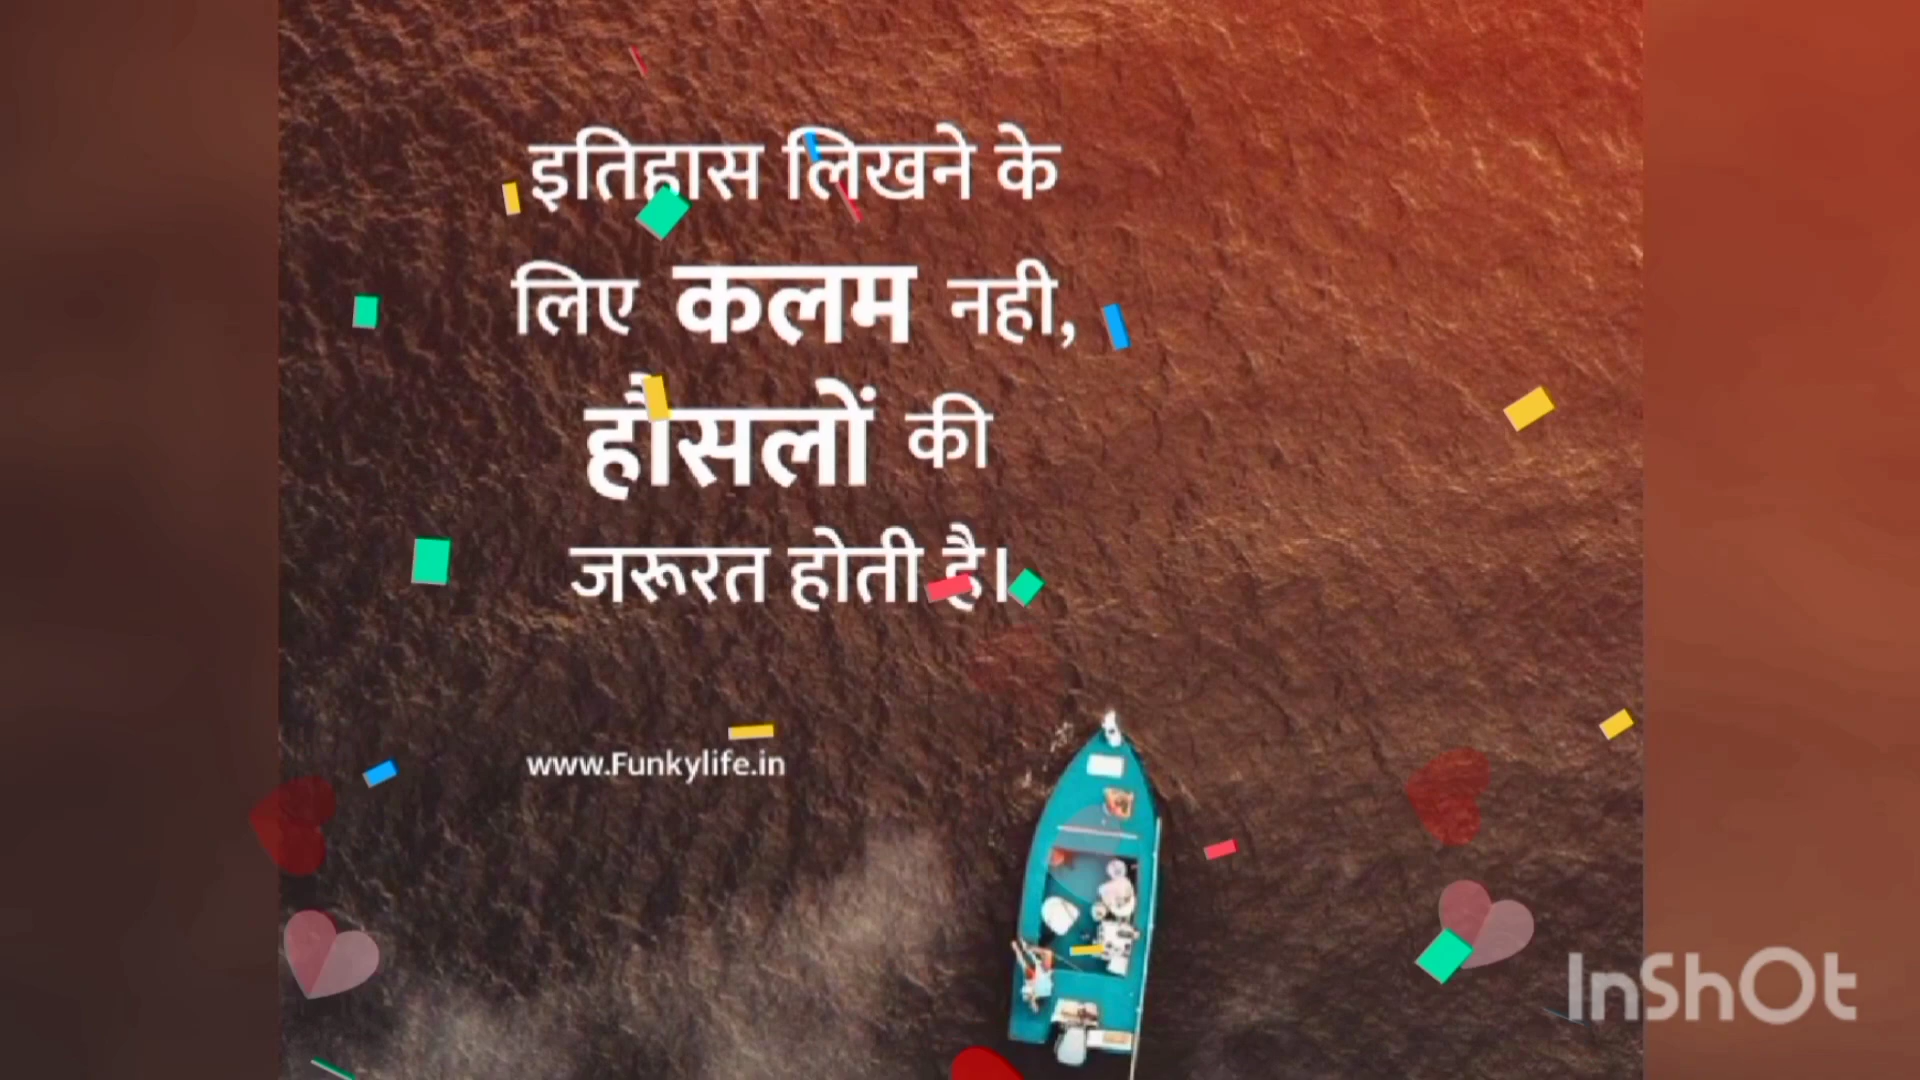 इतिहास लिखने के
लिए कलम नही,
हौसलों की
जरूरत होती है।
www.Funkylife.in
InShOt